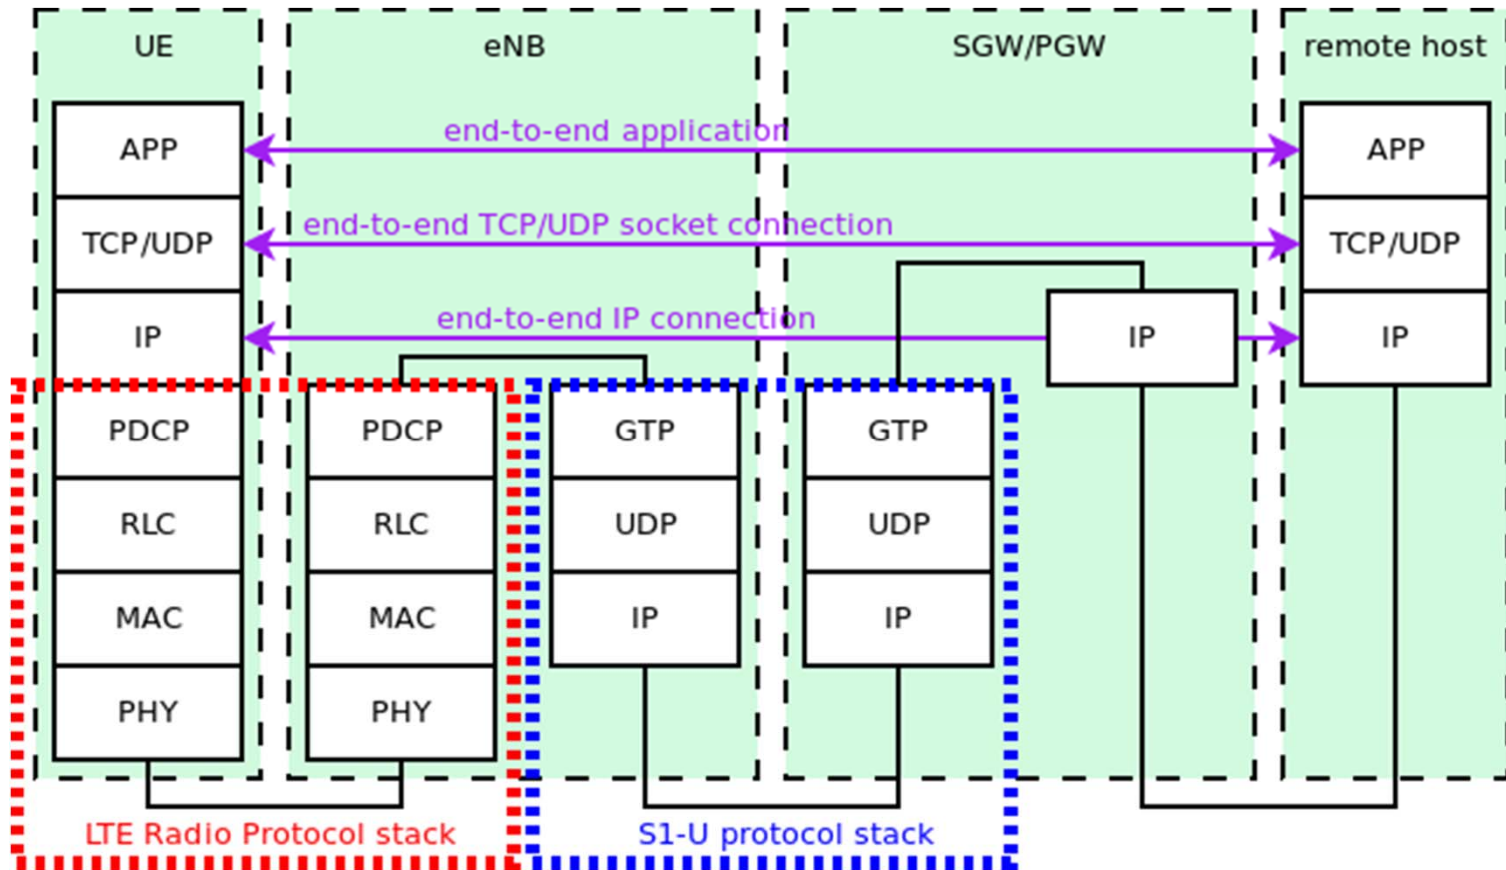 UE
eNB
SGW/PGW
remote host
end-to-end application
APP
APP
end-to-end TCP/UDP socket connection
TCP/UDP
TCP/UDP
end-to-end IP connection
IP
IP
IP
PDCP
PDCP
GTP
GTP
RLC
RLC
UDP
UDP
MAC
MAC
IP
IP
PHY
PHY
LTE Radio Protocol stack
S1-U protocol stack